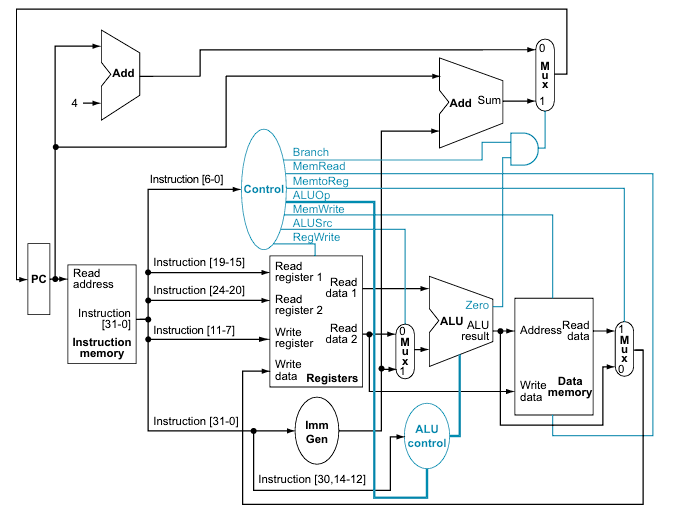 0
M
u
x
1
Add
4
Add
Sum
Branch
MemRead
MemtoReg
ALUOp
MemWrite
ALUSrc
RegWrite
Control
Instruction [6-0]
Instruction [19-15]
Instruction [24-20]
Instruction [11-7]
PC
Read
address
Instruction
[31-0]
Instruction
memory
Read
register 1
Read
register 2
Write
register
Write
data
Read
data 1
Read
data 2
Registers
0
M
u
x
1
Zero
ALU
ALU
result
Address
Read
data
Write
data
Data
memory
1
M
u
x
0
Instruction [31-0]
Imm
Gen
ALU
control
Instruction [30,14-12]